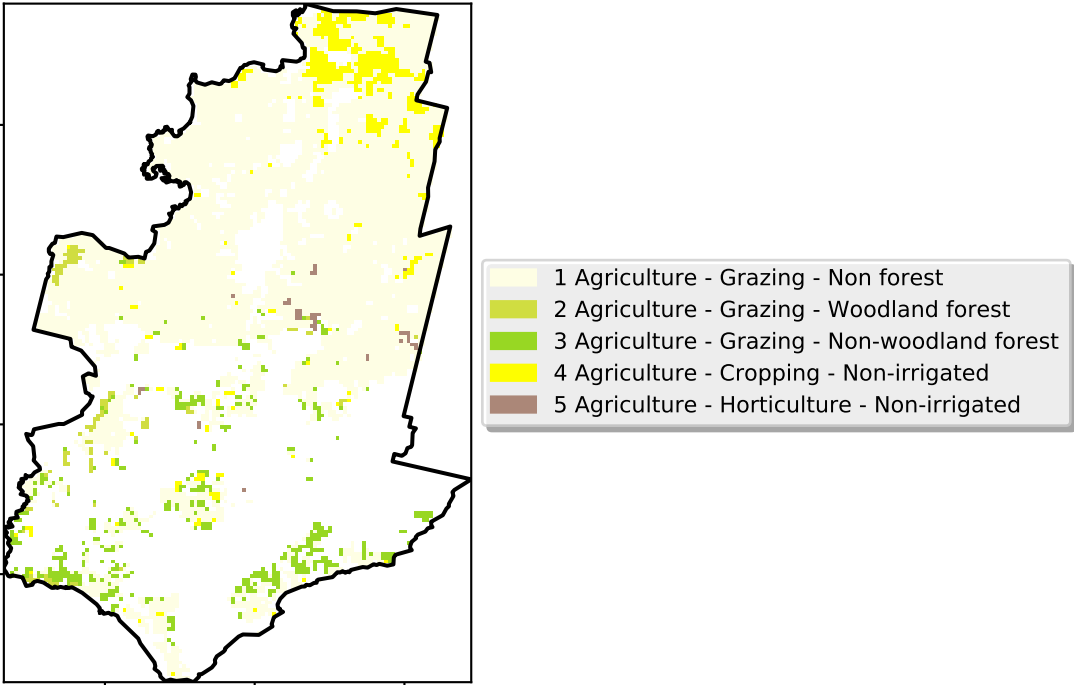 1 Agriculture - Grazing - Non forest
2 Agriculture - Grazing - Woodland forest
3 Agriculture - Grazing - Non-woodland forest
4 Agriculture - Cropping - Non-irrigated
5 Agriculture - Horticulture - Non-irrigated